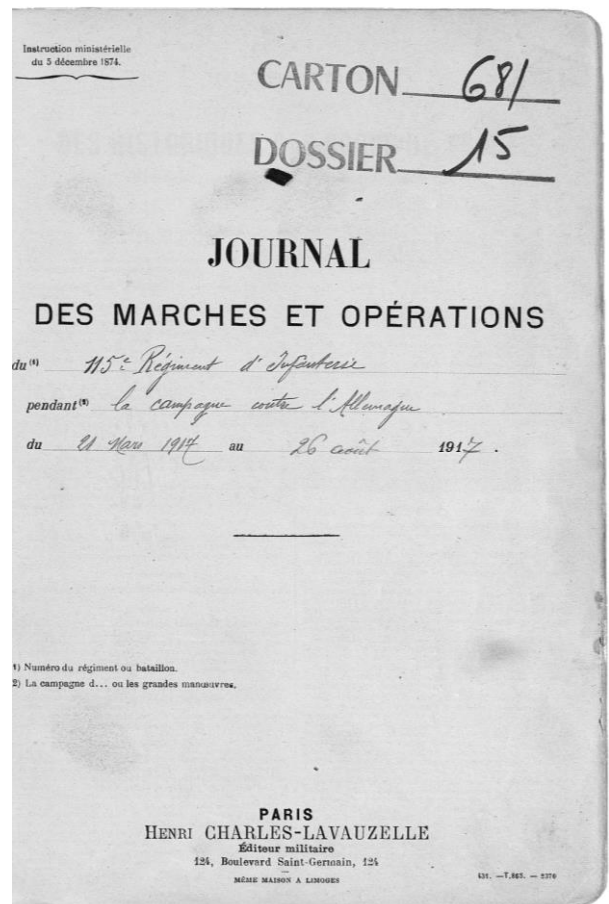 Instruction ministérielle
du 5 décembre 1874.
CARTON 681
DOSSIER 15
JOURNAL
DES MARCHES ET OPÉRATIONS
du (1) 115e Régiment d'Infanterie
pendant (2) la campagne contre l'Allemagne
du 21 Mars 1917 au 26 août 1917.
1) Numéro du régiment ou bataillon.
2) La campagne d... ou les grandes manœuvres.
PARIS
HENRI CHARLES-LAVAUZELLE
Éditeur militaire
124, Boulevard Saint-Germain, 124
MÊME MAISON A LIMOGES